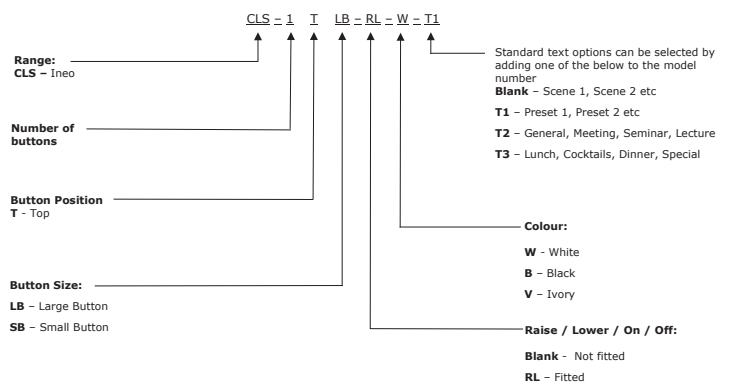 CLS – 1 T LB – RL – W – T1
Range:
CLS – Ineo
Number of
buttons
Button Position
T - Top
Button Size:
LB – Large Button
SB – Small Button
Standard text options can be selected by
adding one of the below to the model
number
Blank – Scene 1, Scene 2 etc
T1 – Preset 1, Preset 2 etc
T2 – General, Meeting, Seminar, Lecture
T3 – Lunch, Cocktails, Dinner, Special
Colour:
W - White
B – Black
V – Ivory
Raise / Lower / On / Off:
Blank - Not fitted
RL – Fitted